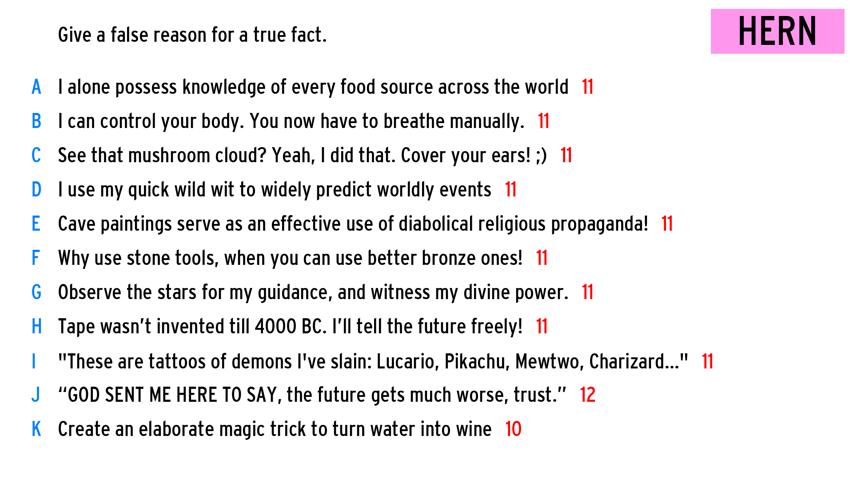 Give a false reason for a true fact.
HERN
A I alone possess knowledge of every food source across the world 11
B I can control your body. You now have to breathe manually. 11
C See that mushroom cloud? Yeah, I did that. Cover your ears! ;) 11
D I use my quick wild wit to widely predict worldly events 11
E Cave paintings serve as an effective use of diabolical religious propaganda! 11
F Why use stone tools, when you can use better bronze ones! 11
G Observe the stars for my guidance, and witness my divine power. 11
H Tape wasn’t invented till 4000 BC. I’ll tell the future freely! 11
I "These are tattoos of demons I've slain: Lucario, Pikachu, Mewtwo, Charizard..." 11
J “GOD SENT ME HERE TO SAY, the future gets much worse, trust.” 12
K Create an elaborate magic trick to turn water into wine 10